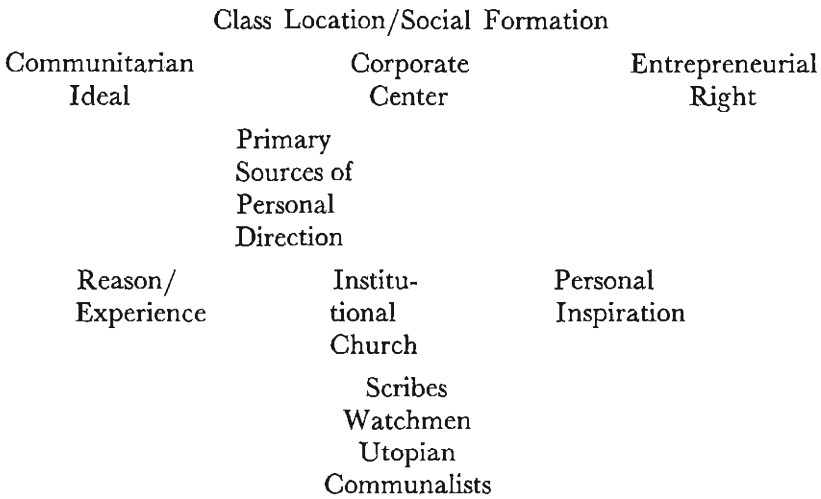 Class Location/Social Formation
Communitarian Corporate Entrepreneurial
Ideal Center Right
Primary
Sources of
Personal
Direction
Reason/ Institu- Personal
Experience tional Inspiration
Church
Scribes
Watchmen
Utopian
Communalists